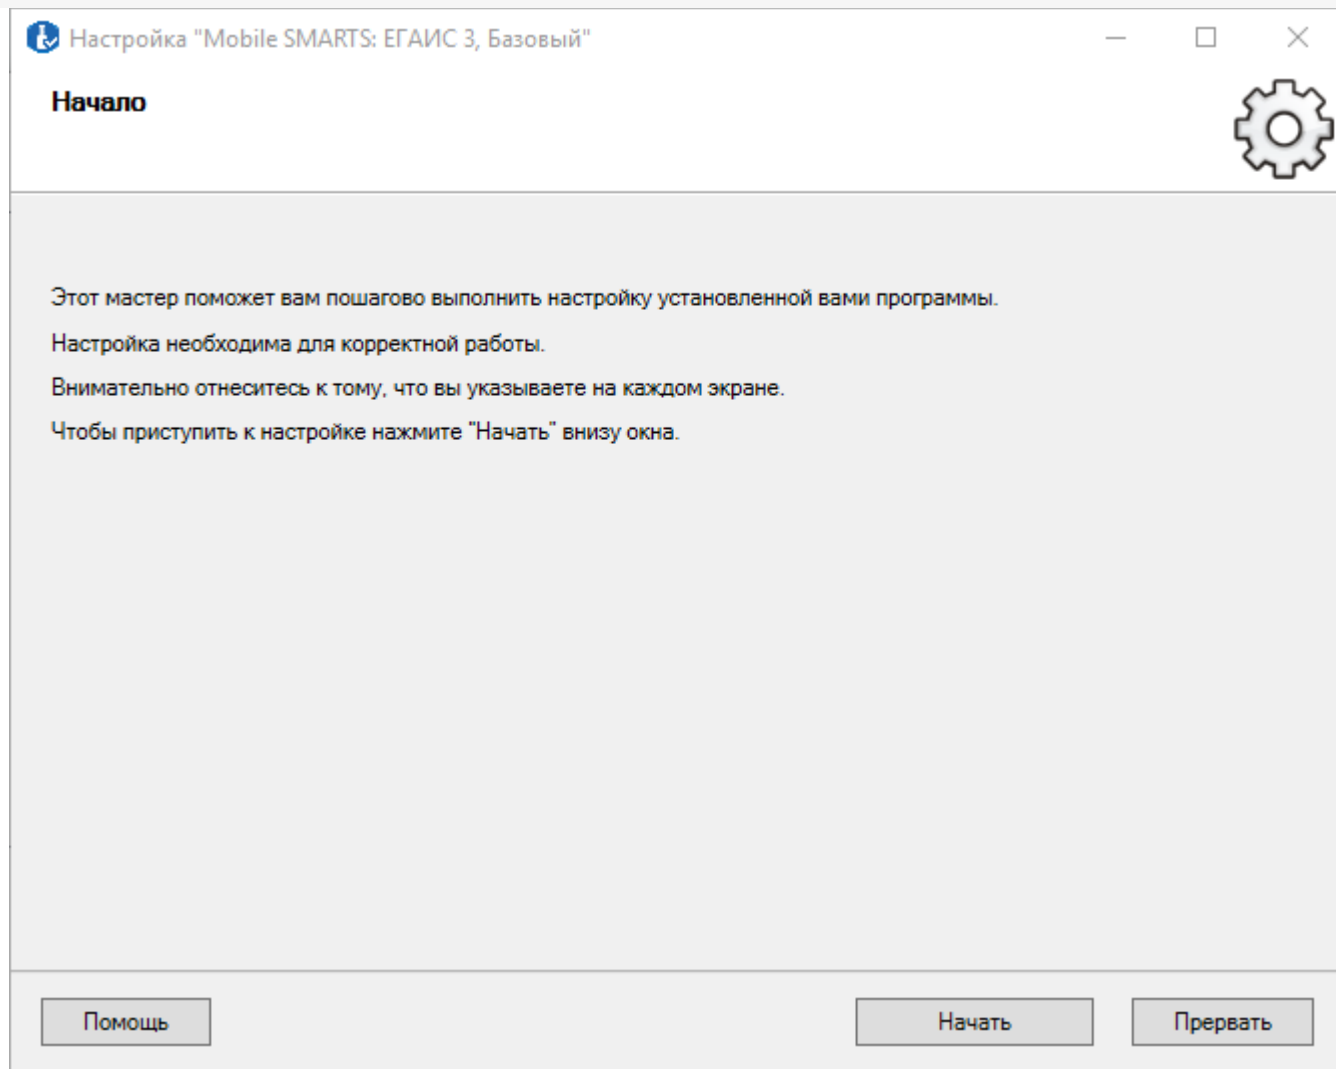 Настройка "Mobile SMARTS: ЕГАИС 3, Базовый"
Начало
Этот мастер поможет вам пошагово выполнить настройку установленной вами программы.
Настройка необходима для корректной работы.
Внимательно отнеситесь к тому, что вы указываете на каждом экране.
Чтобы приступить к настройке нажмите "Начать" внизу окна.
Помощь
Начать
Прервать